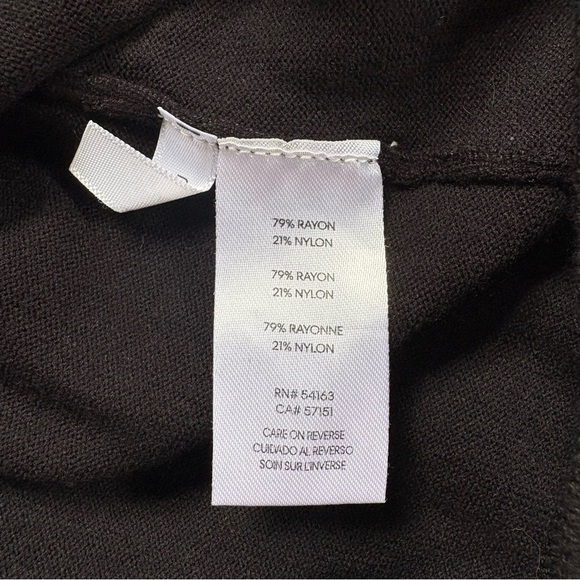 79% RAYON
21% NYLON
79% RAYON
21% NYLON
79% RAYONNE
21% NYLON
RN# 54163
CA# 57151
CARE ON REVERSE
CUIDADO AL REVERSO
SOIN SUR L'INVERSE